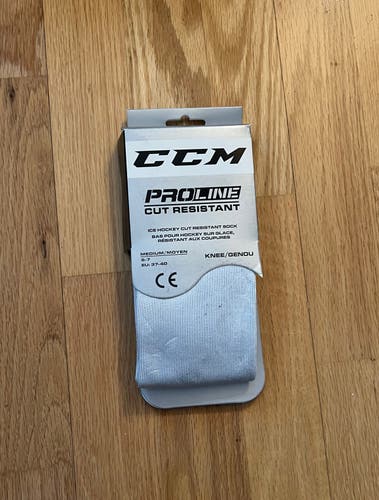 CCM
PROLINE
CUT RESISTANT
ICE HOCKEY CUT RESISTANT SOCK
BAS POUR HOCKEY SUR GLACE,
RÉSISTANT AUX COUPURES
MEDIUM/MOYEN
5-7
EU: 37-40
KNEE/GENOU
CE